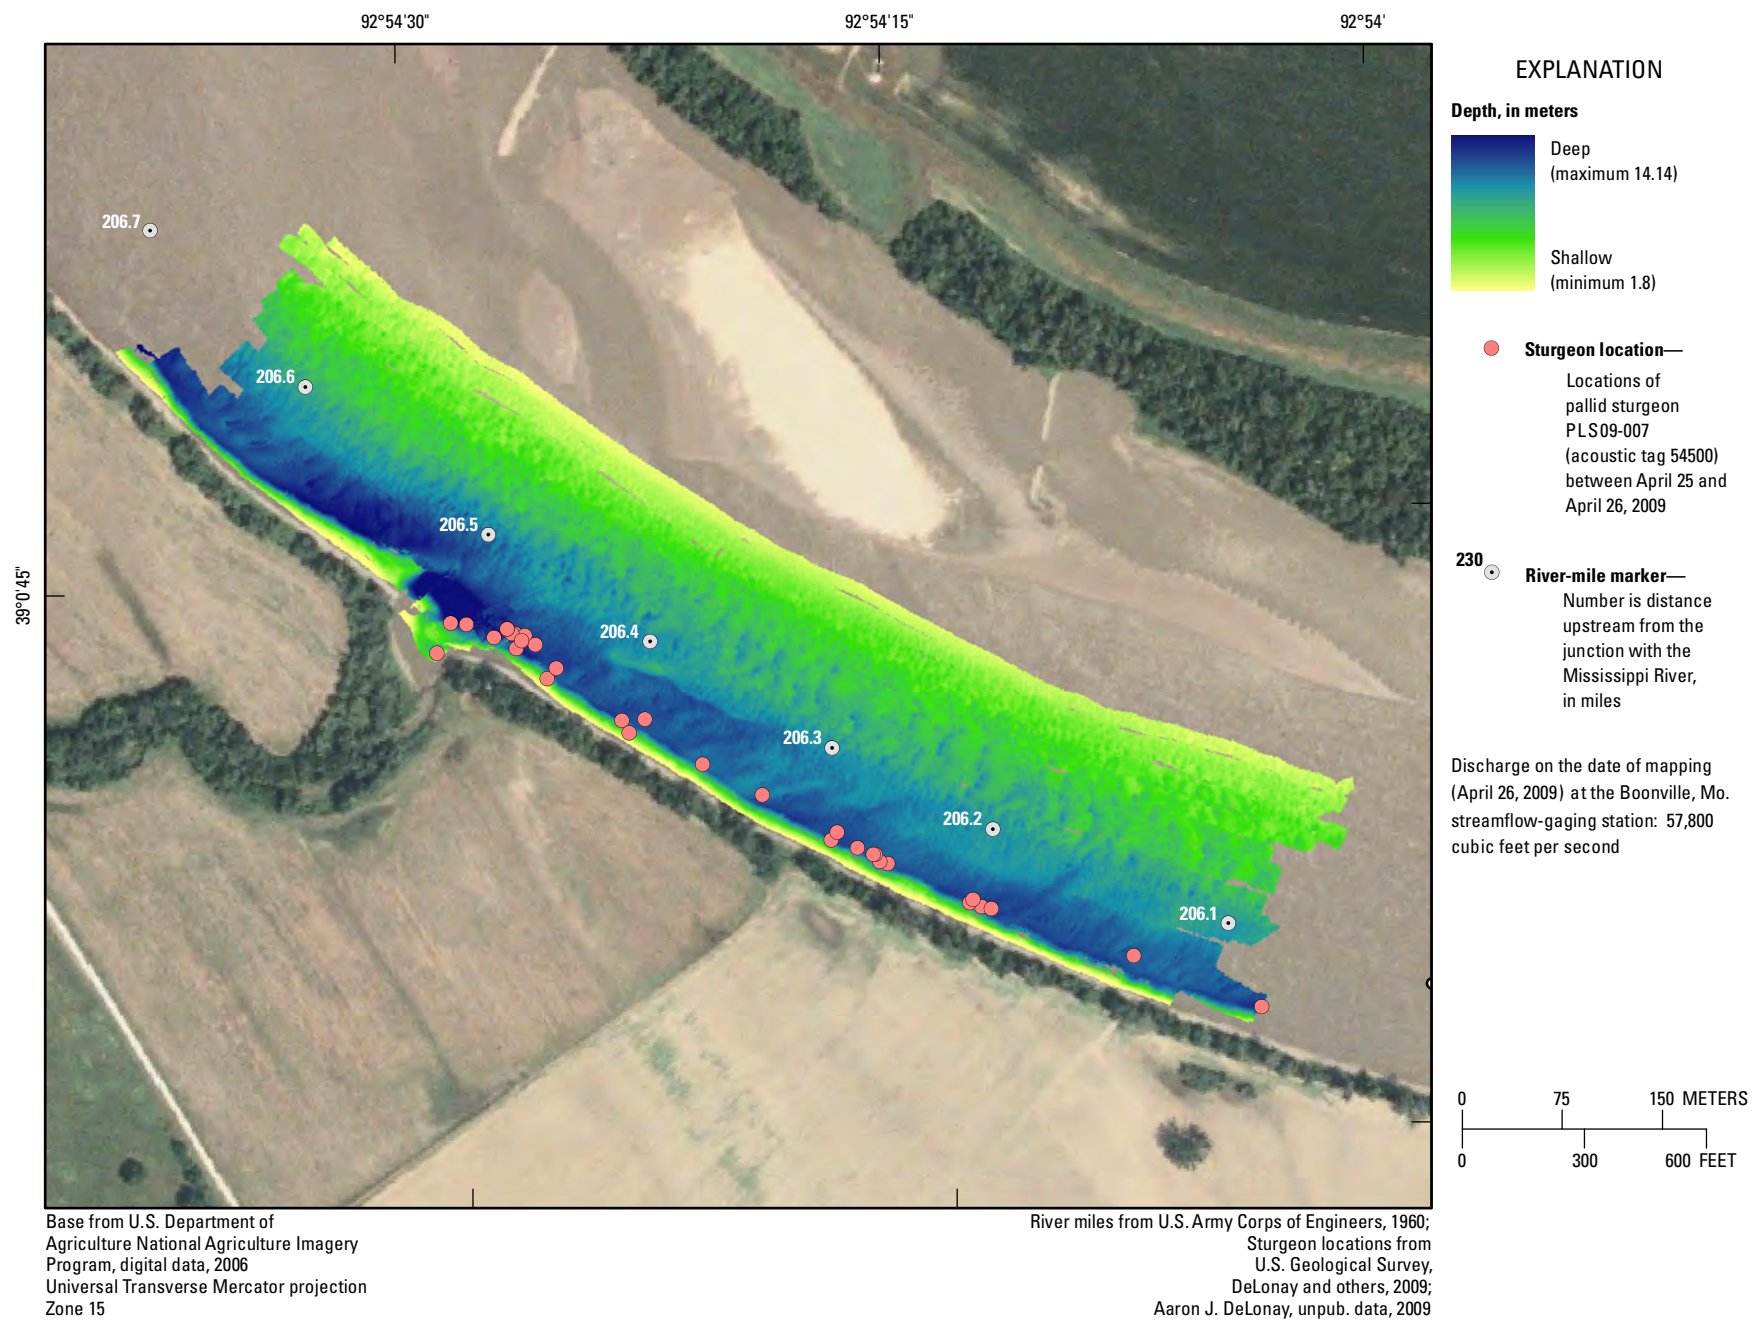 92°54'30"
92°54'15"
92°54'
39°0'45"
206.7
206.6
206.5
206.4
206.3
206.2
206.1
EXPLANATION
Depth, in meters
Deep
(maximum 14.14)
Shallow
(minimum 1.8)
Sturgeon location—
Locations of
pallid sturgeon
PLS09-007
(acoustic tag 54500)
between April 25 and
April 26, 2009
230
River-mile marker—
Number is distance
upstream from the
junction with the
Mississippi River,
in miles
Discharge on the date of mapping
(April 26, 2009) at the Boonville, Mo.
streamflow-gaging station: 57,800
cubic feet per second
0 75 150 METERS
0 300 600 FEET
Base from U.S. Department of
Agriculture National Agriculture Imagery
Program, digital data, 2006
Universal Transverse Mercator projection
Zone 15
River miles from U.S. Army Corps of Engineers, 1960;
Sturgeon locations from
U.S. Geological Survey,
DeLonay and others, 2009;
Aaron J. DeLonay, unpub. data, 2009